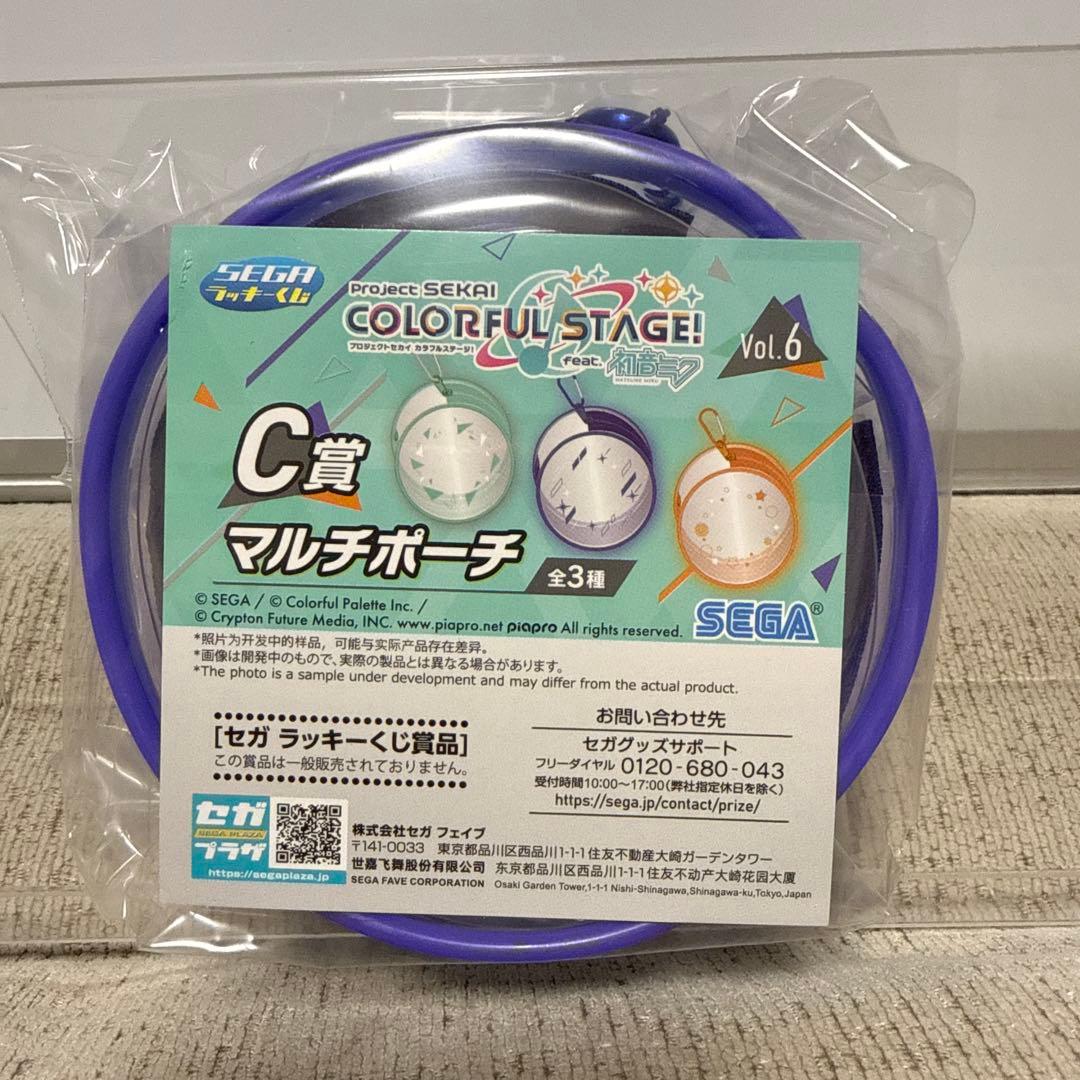 SEGA
ラッキーくじ
Project SEKAI
COLORFUL STAGE!
プロジェクトセカイ カラフルステージ!
feat. 初音ミク
HATSUNE MIKU
Vol.6
C賞
マルチポーチ
全3種
© SEGA / © Colorful Palette Inc. /
© Crypton Future Media, INC. www.piapro.net piapro All rights reserved.
SEGA®
*照片为开发中的样品，可能与实际产品存在差异。
*画像は開発中のもので、実際の製品とは異なる場合があります。
*The photo is a sample under development and may differ from the actual product.
[セガ ラッキーくじ賞品]
この賞品は一般販売されておりません。
お問い合わせ先
セガグッズサポート
フリーダイヤル 0120-680-043
受付時間10:00～17:00(弊社指定休日を除く)
https://sega.jp/contact/prize/
セガ
SEGA PLAZA
プラザ
https://segaplaza.jp
株式会社セガ フェイブ
〒141-0033 東京都品川区西品川1-1-1住友不動産大崎ガーデンタワー
世嘉飞舞股份有限公司 东京都品川区西品川1-1-1住友不动产大崎花园大厦
SEGA FAVE CORPORATION Osaki Garden Tower,1-1-1 Nishi-Shinagawa,Shinagawa-ku,Tokyo,Japan